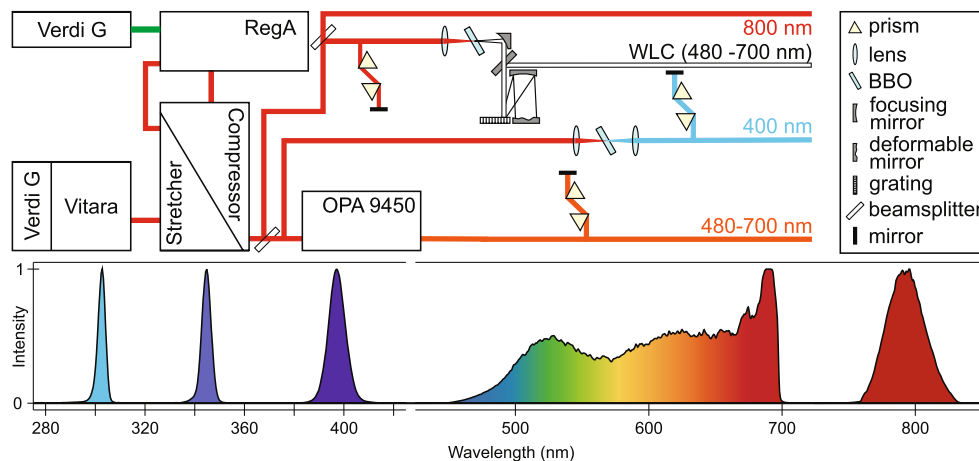 Verdi G
RegA
800 nm
WLC (480 -700 nm)
400 nm
480-700 nm
Stretcher
Compressor
Verdi G
Vitara
OPA 9450
prism
lens
BBO
focusing
mirror
deformable
mirror
grating
beamsplitter
mirror
Intensity
1
0
280
320
360
400
500
600
700
800
Wavelength (nm)